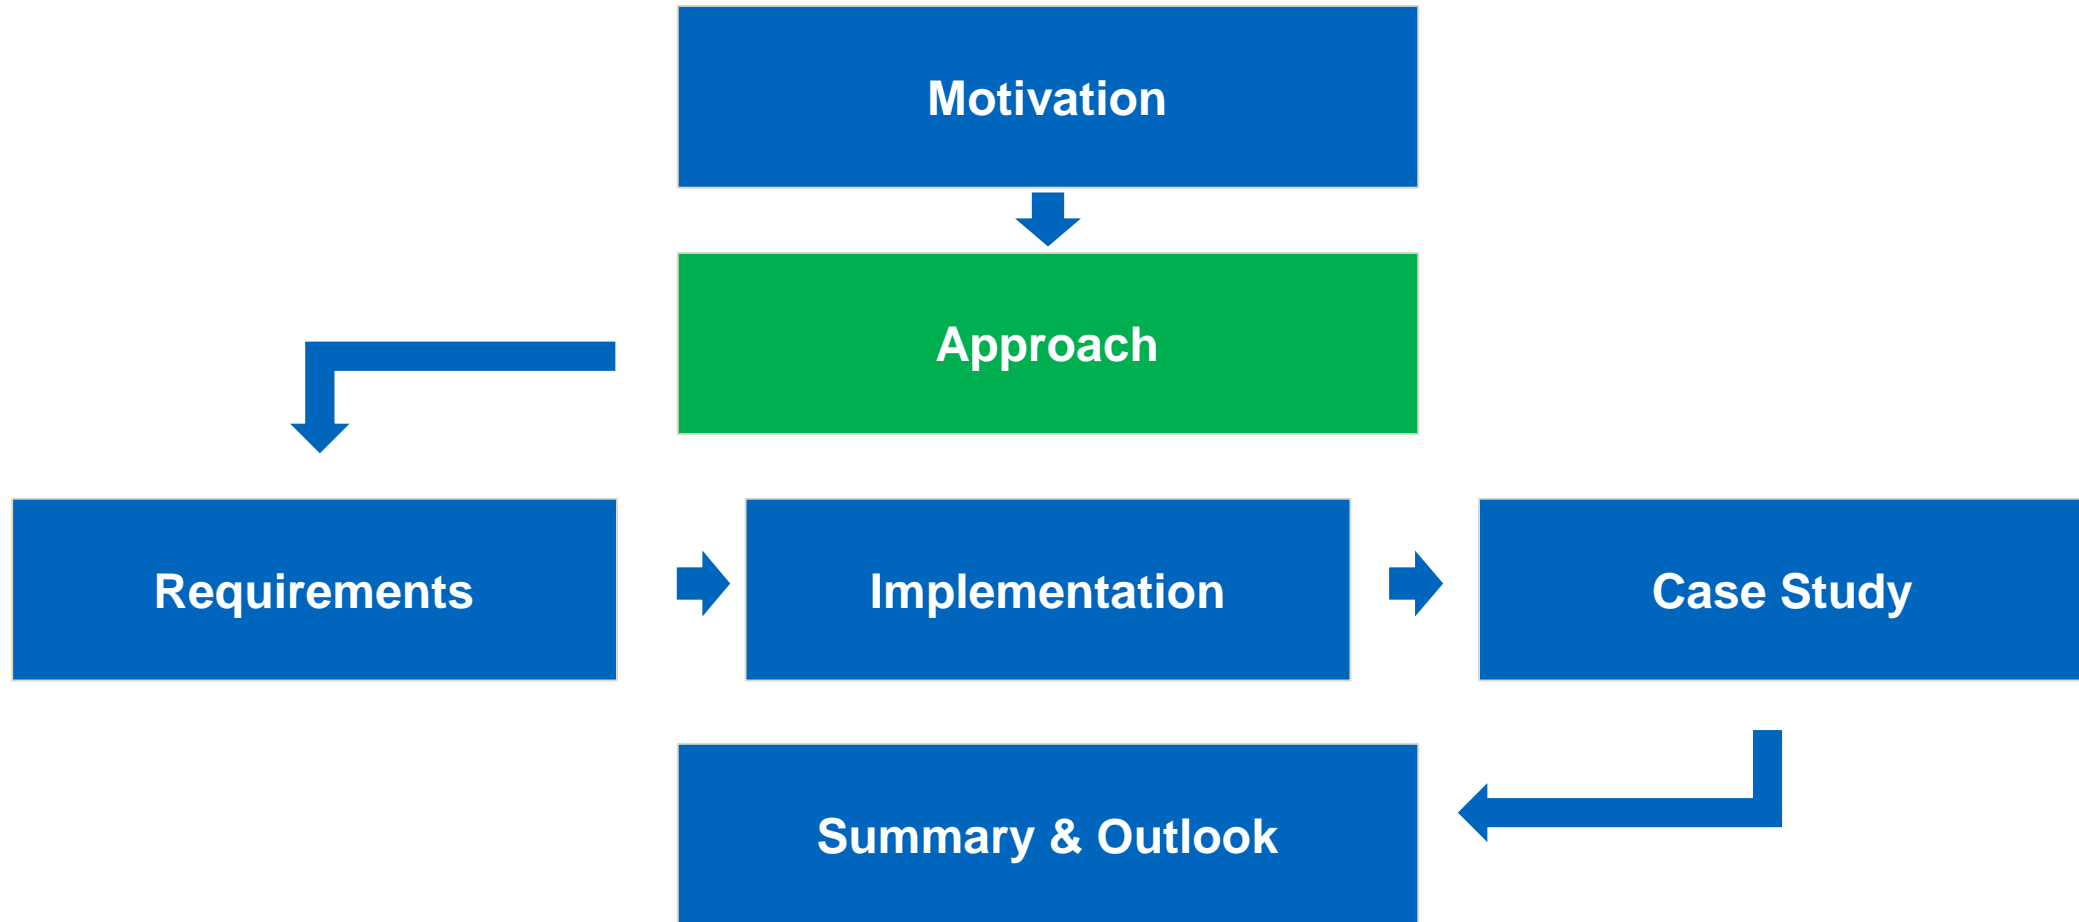 Motivation
Approach
Requirements
Implementation
Case Study
Summary & Outlook